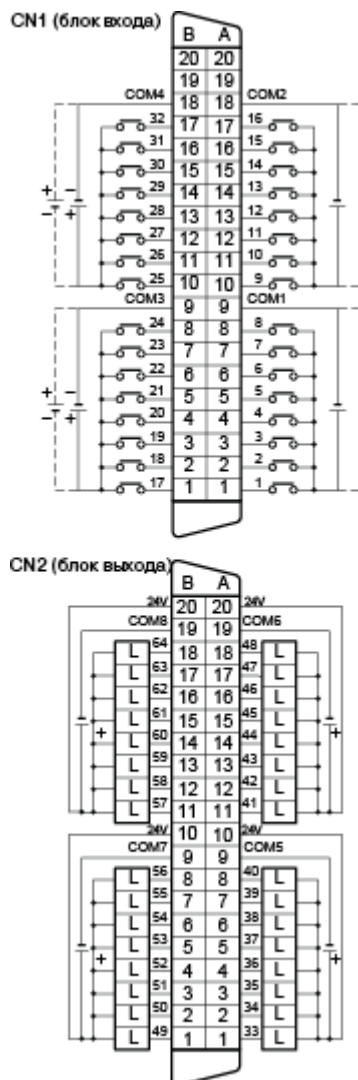 CN1 (блок входа)
B A
20 20
19 19
COM4 18 18 COM2
32 17 17 16
31 16 16 15
30 15 15 14
+ − 29 14 14 13
− + 28 13 13 12
27 12 12 11
26 11 11 10
25 10 10 9
COM3 9 9 COM1
24 8 8 8
23 7 7 7
22 6 6 6
+ − 21 5 5 5
− + 20 4 4 4
19 3 3 3
18 2 2 2
17 1 1 1
CN2 (блок выхода)
B A
24V 20 20 24V
COM8 19 19 COM6
L 64 18 18 48 L
L 63 17 17 47 L
L 62 16 16 46 L
L 61 15 15 45 L
+ L 60 14 14 44 L +
L 59 13 13 43 L
L 58 12 12 42 L
L 57 11 11 41 L
24V 10 10 24V
COM7 9 9 COM5
L 56 8 8 40 L
L 55 7 7 39 L
L 54 6 6 38 L
L 53 5 5 37 L
+ L 52 4 4 36 L +
L 51 3 3 35 L
L 50 2 2 34 L
L 49 1 1 33 L